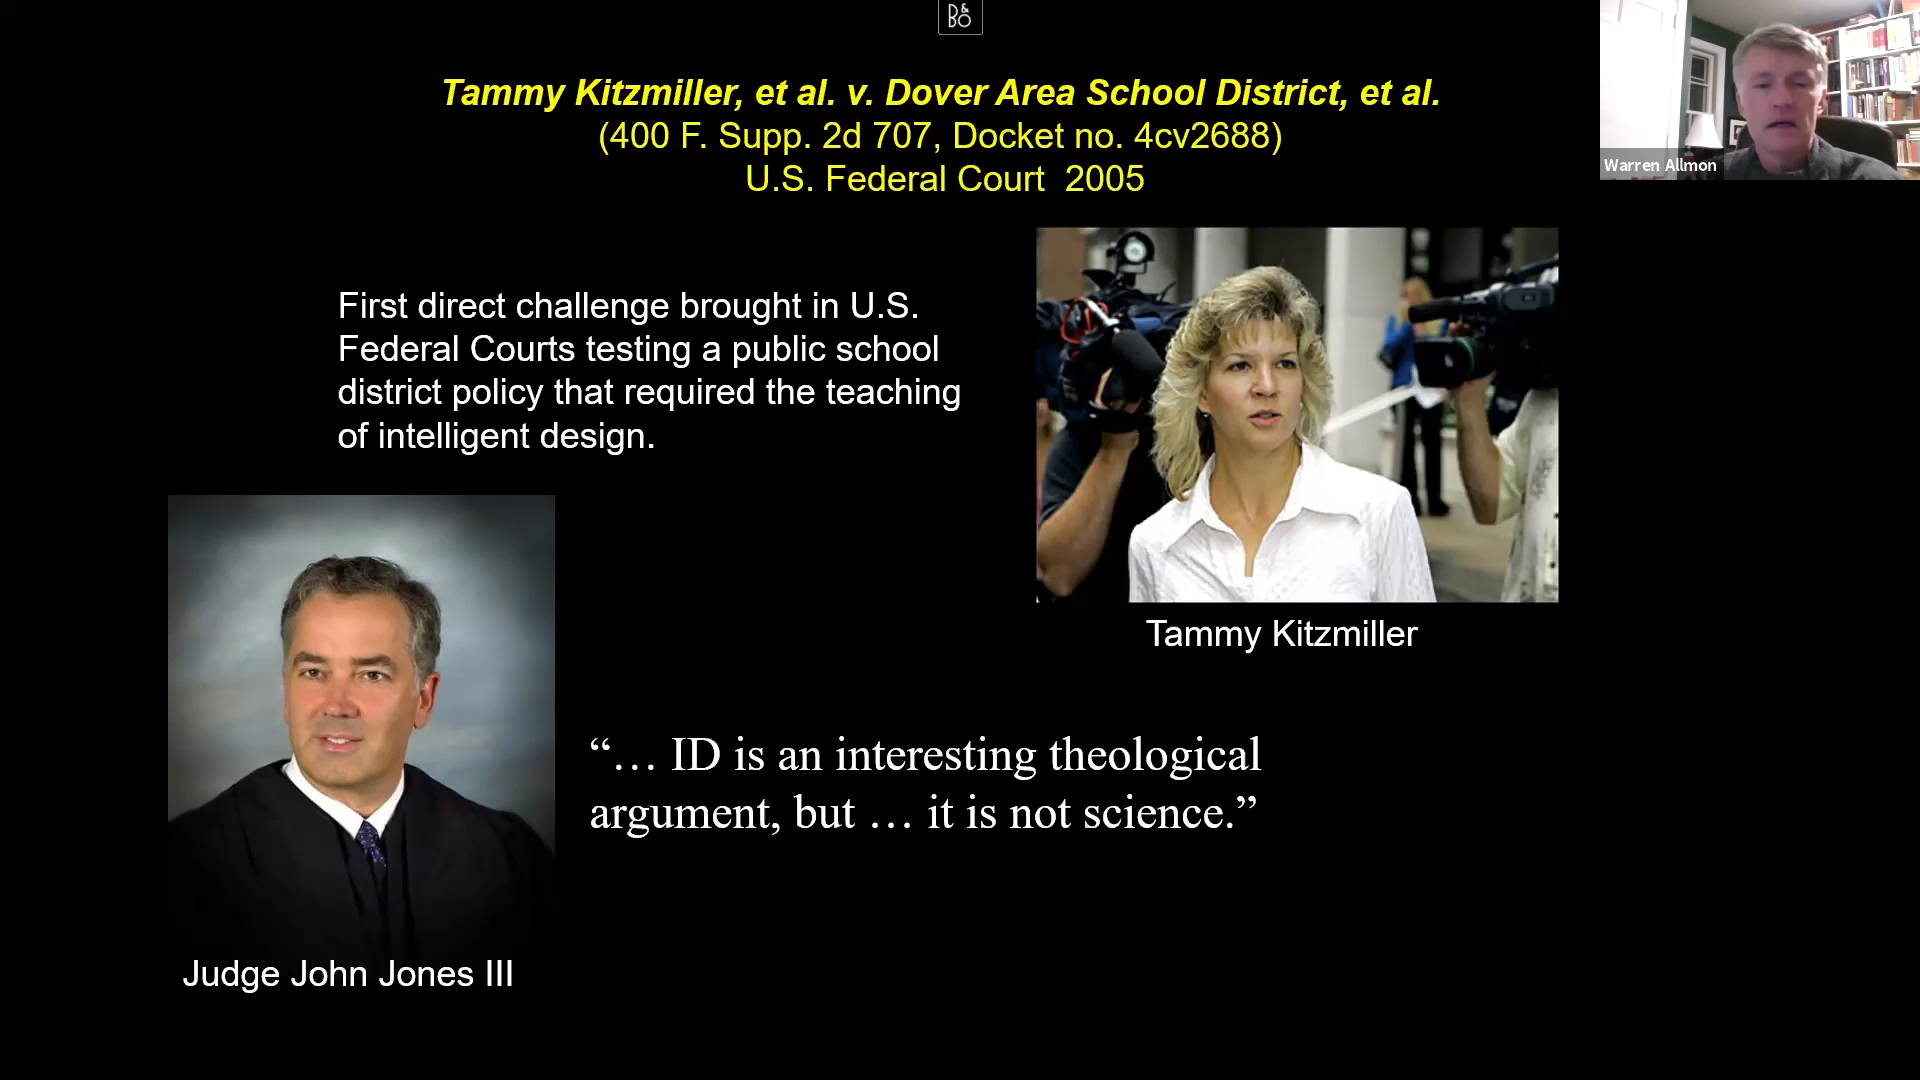 B&O
Tammy Kitzmiller, et al. v. Dover Area School District, et al.
(400 F. Supp. 2d 707, Docket no. 4cv2688)
U.S. Federal Court 2005
Warren Allmon
First direct challenge brought in U.S.
Federal Courts testing a public school
district policy that required the teaching
of intelligent design.
Tammy Kitzmiller
“… ID is an interesting theological
argument, but … it is not science.”
Judge John Jones III